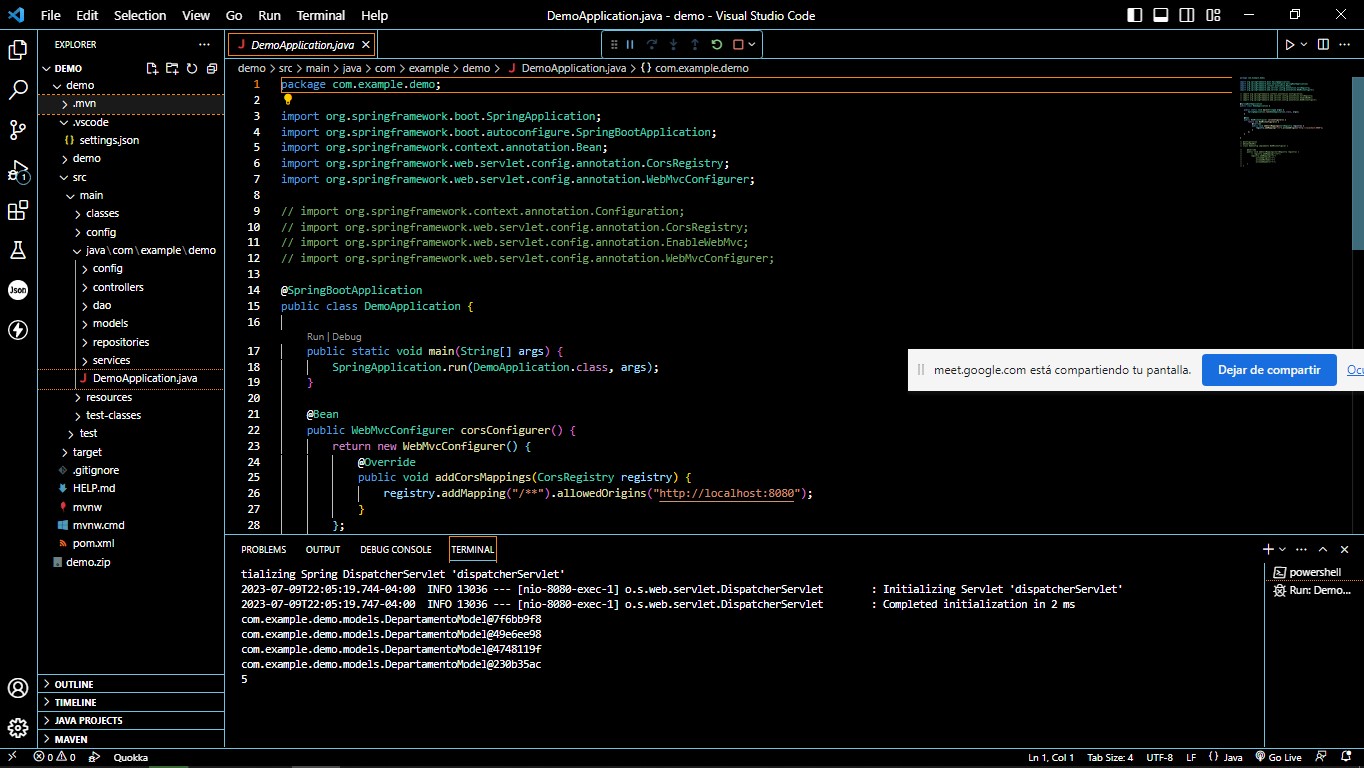 File Edit Selection View Go Run Terminal Help
DemoApplication.java - demo - Visual Studio Code
EXPLORER
DEMO
demo
.mvn
.vscode
settings.json
demo
src
main
classes
config
java\com\example\demo
config
controllers
dao
models
repositories
services
DemoApplication.java
resources
test-classes
test
target
.gitignore
HELP.md
mvnw
mvnw.cmd
pom.xml
demo.zip
OUTLINE
TIMELINE
JAVA PROJECTS
MAVEN
1
Json
DemoApplication.java
demo > src > main > java > com > example > demo > DemoApplication.java > {} com.example.demo
1 package com.example.demo;
2
3 import org.springframework.boot.SpringApplication;
4 import org.springframework.boot.autoconfigure.SpringBootApplication;
5 import org.springframework.context.annotation.Bean;
6 import org.springframework.web.servlet.config.annotation.CorsRegistry;
7 import org.springframework.web.servlet.config.annotation.WebMvcConfigurer;
8
9 // import org.springframework.context.annotation.Configuration;
10 // import org.springframework.web.servlet.config.annotation.CorsRegistry;
11 // import org.springframework.web.servlet.config.annotation.EnableWebMvc;
12 // import org.springframework.web.servlet.config.annotation.WebMvcConfigurer;
13
14 @SpringBootApplication
15 public class DemoApplication {
16
Run | Debug
17 public static void main(String[] args) {
18 SpringApplication.run(DemoApplication.class, args);
19 }
20
21 @Bean
22 public WebMvcConfigurer corsConfigurer() {
23 return new WebMvcConfigurer() {
24 @Override
25 public void addCorsMappings(CorsRegistry registry) {
26 registry.addMapping("/**").allowedOrigins("http://localhost:8080");
27 }
28 };
meet.google.com está compartiendo tu pantalla. Dejar de compartir Ocu
PROBLEMS OUTPUT DEBUG CONSOLE TERMINAL
tializing Spring DispatcherServlet 'dispatcherServlet'
2023-07-09T22:05:19.744-04:00 INFO 13036 --- [nio-8080-exec-1] o.s.web.servlet.DispatcherServlet : Initializing Servlet 'dispatcherServlet'
2023-07-09T22:05:19.747-04:00 INFO 13036 --- [nio-8080-exec-1] o.s.web.servlet.DispatcherServlet : Completed initialization in 2 ms
com.example.demo.models.DepartamentoModel@7f6bb9f8
com.example.demo.models.DepartamentoModel@49e6ee98
com.example.demo.models.DepartamentoModel@4748119f
com.example.demo.models.DepartamentoModel@230b35ac
5
powershell
Run: Demo...
0 0 Quokka
Ln 1, Col 1 Tab Size: 4 UTF-8 LF {} Java Go Live